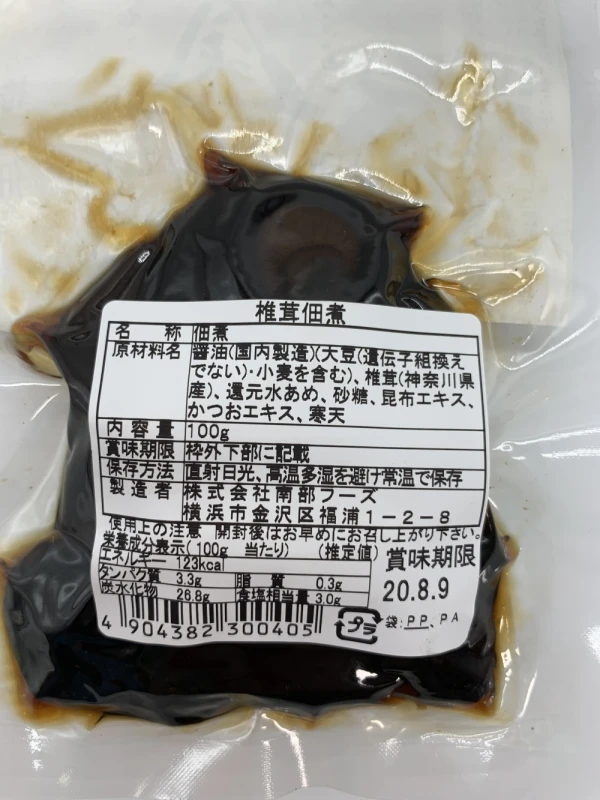 椎茸佃煮
名 称 佃煮
原材料名 醤油(国内製造)(大豆(遺伝子組換え
でない)・小麦を含む)、椎茸(神奈川県
産)、還元水あめ、砂糖、昆布エキス、
かつおエキス、寒天
内容量 100g
賞味期限 枠外下部に記載
保存方法 直射日光、高温多湿を避け常温で保存
製造者 株式会社南部フーズ
横浜市金沢区福浦1-2-8
使用上の注意 開封後はお早めにお召し上がり下さい。
栄養成分表示(100g 当たり) (推定値)
エネルギー 123kcal
タンパク質 3.3g 脂 質 0.3g
炭水化物 26.8g 食塩相当量 3.0g
賞味期限
20.8.9
4 904382 300405
プラ 袋:PP、PA